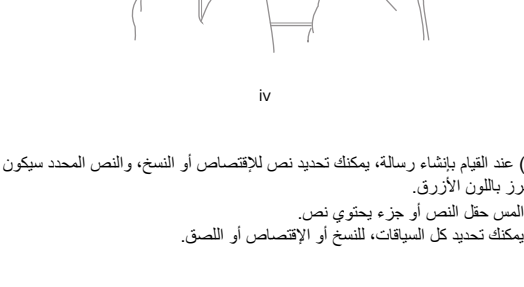 iv
) عند القيام بإنشاء رسالة، يمكنك تحديد نص للإقتصاص أو النسخ، والنص المحدد سيكون
باللون الأزرق.
المس حقل النص أو جزء يحتوي نص.
يمكنك تحديد كل السياقات، للنسخ أو الإقتصاص أو اللصق.